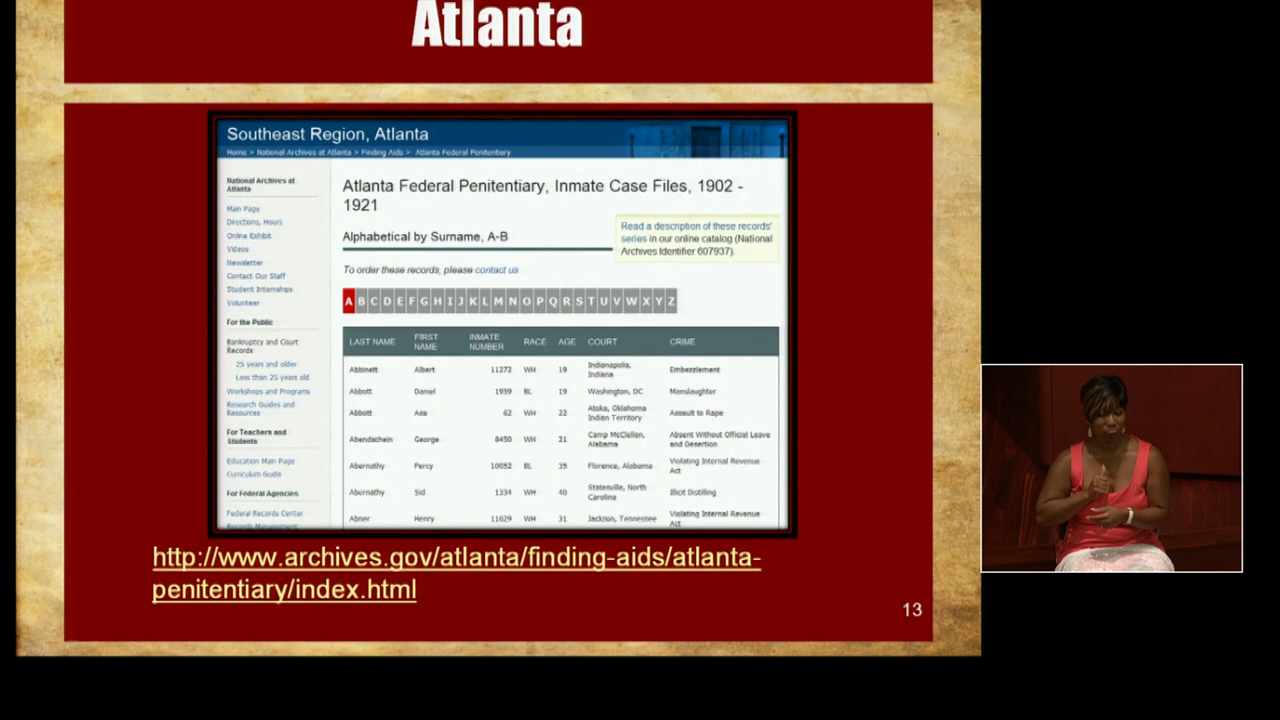 Atlanta
Southeast Region, Atlanta
Home > National Archives at Atlanta > Finding Aids > Atlanta Federal Penitentiary
National Archives at
Atlanta
Main Page
Directions, Hours
Online Exhibit
Videos
Newsletter
Contact Our Staff
Student Internships
Volunteer
For the Public
Bankruptcy and Court
Records
25 years and older
Less than 25 years old
Workshops and Programs
Research Guides and
Resources
For Teachers and
Students
Education Main Page
Curriculum Guide
For Federal Agencies
Federal Records Center
Records Management
Atlanta Federal Penitentiary, Inmate Case Files, 1902 -
1921
Alphabetical by Surname, A-B
Read a description of these records'
series in our online catalog (National
Archives Identifier 607937).
To order these records, please contact us
A B C D E F G H I J K L M N O P Q R S T U V W X Y Z
LAST NAME FIRST NAME INMATE NUMBER RACE AGE COURT CRIME
Abbinett Albert 11272 WH 19 Indianapolis, Indiana Embezzlement
Abbott Daniel 1959 BL 19 Washington, DC Manslaughter
Abbott Asa 62 WH 22 Atoka, Oklahoma Indian Territory Assault to Rape
Abendschein George 8450 WH 21 Camp McClellan, Alabama Absent Without Official Leave and Desertion
Abernathy Percy 10052 BL 35 Florence, Alabama Violating Internal Revenue Act
Abernathy Sid 1334 WH 40 Statesville, North Carolina Illicit Distilling
Abner Henry 11029 WH 31 Jackson, Tennessee Violating Internal Revenue Act
http://www.archives.gov/atlanta/finding-aids/atlanta-
penitentiary/index.html
13